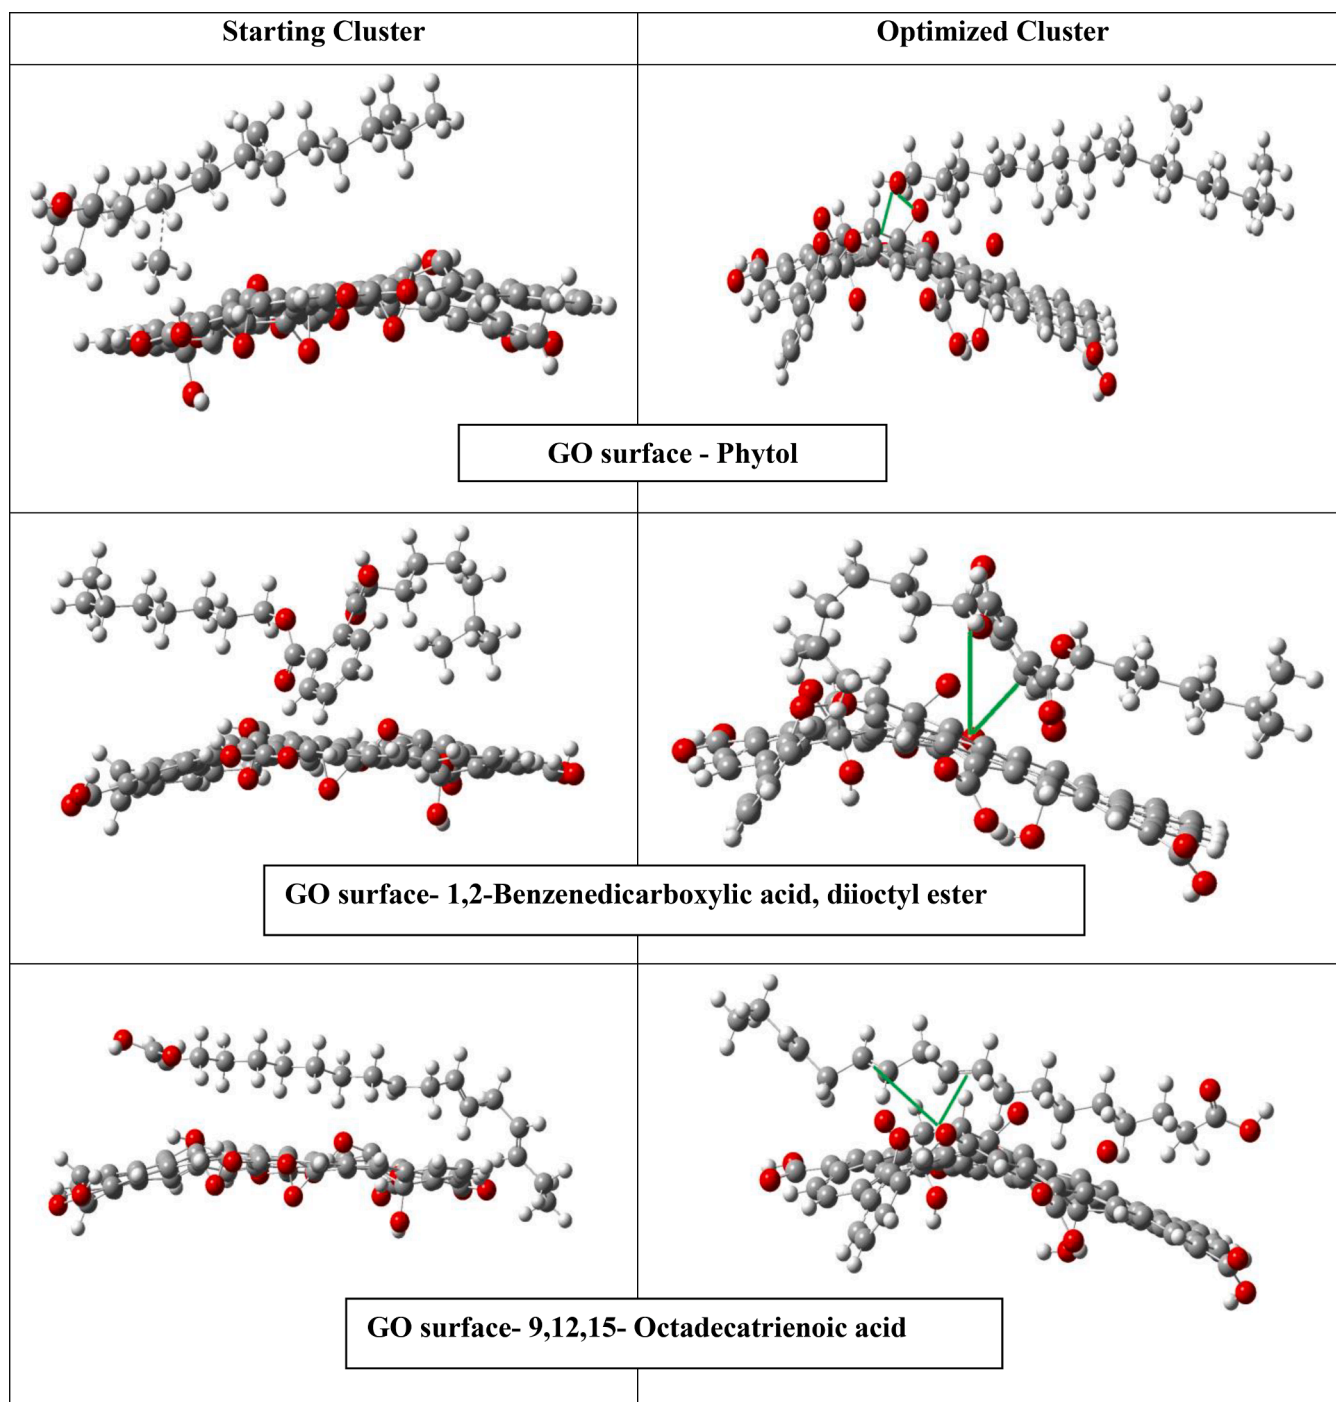 Starting Cluster
Optimized Cluster
GO surface - Phytol
GO surface- 1,2-Benzenedicarboxylic acid, diioctyl ester
GO surface- 9,12,15- Octadecatrienoic acid